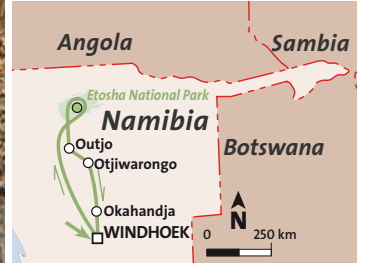 Angola
Sambia
Etosha National Park
Namibia
Outjo
Botswana
Otjiwarongo
Okahandja
N
WINDHOEK
0 250 km